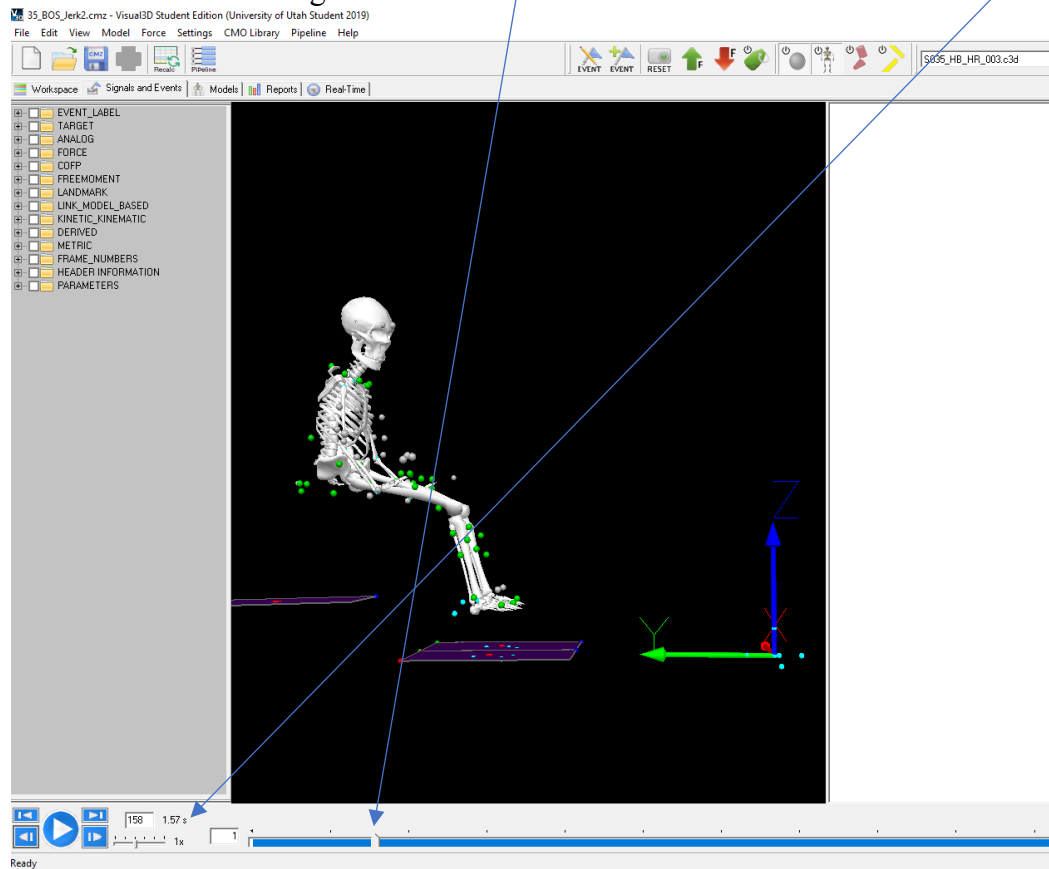 35_BOS_Jerk2.cmz - Visual3D Student Edition (University of Utah Student 2019)
File Edit View Model Force Settings CMO Library Pipeline Help
CMZ Recalc PipeLine EVENT EVENT RESET F F S035_HB_HR_003.c3d
Workspace Signals and Events Models Reports Real-Time
EVENT_LABEL
TARGET
ANALOG
FORCE
COFP
FREEMOMENT
LANDMARK
LINK_MODEL_BASED
KINETIC_KINEMATIC
DERIVED
METRIC
FRAME_NUMBERS
HEADER INFORMATION
PARAMETERS
Z
Y X
158 1.57 s
1x 1
Ready